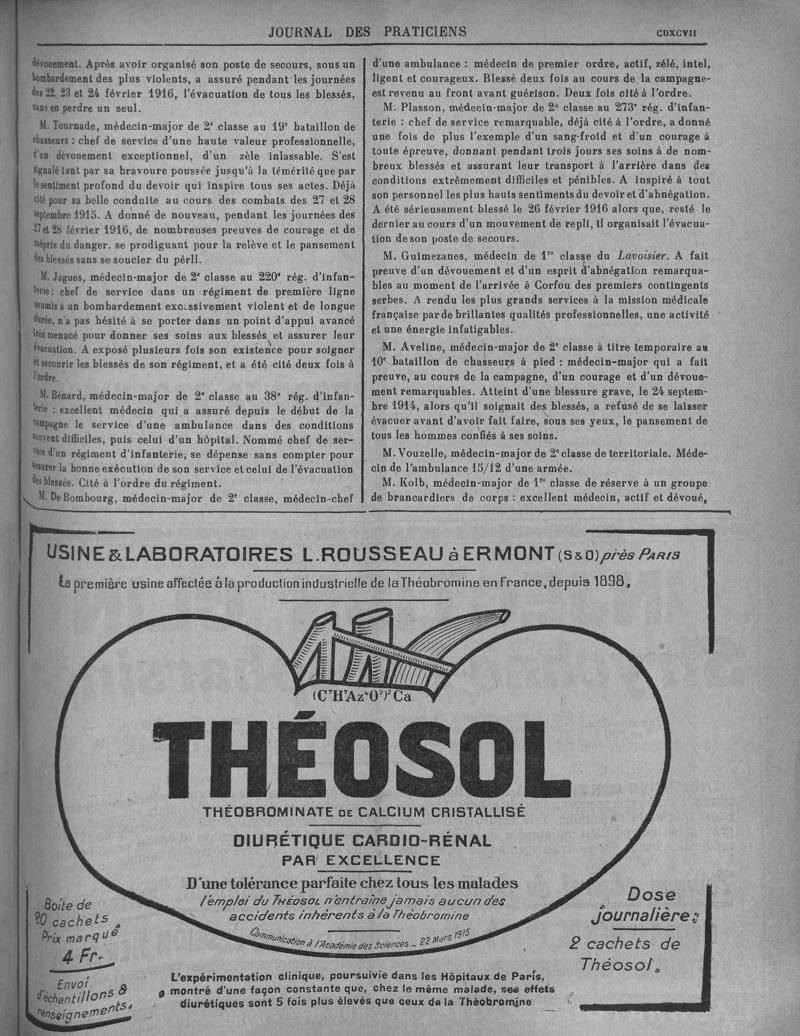 JOURNAL DES PRATICIENS
CDXCVII
dévouement. Après avoir organisé son poste de secours, sous un
bombardement des plus violents, a assuré pendant les journées
des 22, 23 et 24 février 1916, l'évacuation de tous les blessés,
sans en perdre un seul.
M. Tournade, médecin-major de 2e classe au 19e bataillon de
chasseurs : chef de service d'une haute valeur professionnelle,
d'un dévouement exceptionnel, d'un zèle inlassable. S'est
signalé tant par sa bravoure poussée jusqu'à la témérité que par
le sentiment profond du devoir qui inspire tous ses actes. Déjà
cité pour sa belle conduite au cours des combats des 27 et 28
septembre 1915. A donné de nouveau, pendant les journées des
27 et 28 février 1916, de nombreuses preuves de courage et de
mépris du danger, se prodiguant pour la relève et le pansement
des blessés sans se soucier du péril.
M. Jagues, médecin-major de 2e classe au 220e rég. d'infan-
terie : chef de service dans un régiment de première ligne
soumis à un bombardement excessivement violent et de longue
durée, n'a pas hésité à se porter dans un point d'appui avancé
très menacé pour donner ses soins aux blessés et assurer leur
évacuation. A exposé plusieurs fois son existence pour soigner
et secourir les blessés de son régiment, et a été cité deux fois à
l'ordre.
M. Bénard, médecin-major de 2e classe au 38e rég. d'infan-
terie : excellent médecin qui a assuré depuis le début de la
campagne le service d'une ambulance dans des conditions
souvent difficiles, puis celui d'un hôpital. Nommé chef de ser-
vice d'un régiment d'infanterie, se dépense sans compter pour
assurer la bonne exécution de son service et celui de l'évacuation
des blessés. Cité à l'ordre du régiment.
M. De Bombourg, médecin-major de 2e classe, médecin-chef
d'une ambulance : médecin de premier ordre, actif, zélé, intel,
ligent et courageux. Blessé deux fois au cours de la campagne-
est revenu au front avant guérison. Deux fois cité à l'ordre.
M. Plasson, médecin-major de 2e classe au 273e rég. d'infan-
terie : chef de service remarquable, déjà cité à l'ordre, a donné
une fois de plus l'exemple d'un sang-froid et d'un courage à
toute épreuve, donnant pendant trois jours ses soins à de nom-
breux blessés et assurant leur transport à l'arrière dans des
conditions extrêmement difficiles et pénibles. A inspiré à tout
son personnel les plus hauts sentiments du devoir et d'abnégation.
A été sérieusement blessé le 26 février 1916 alors que, resté le
dernier au cours d'un mouvement de repli, il organisait l'évacua-
tion de son poste de secours.
M. Guimezanes, médecin de 1re classe du Lavoisier. A fait
preuve d'un dévouement et d'un esprit d'abnégation remarqua-
bles au moment de l'arrivée à Corfou des premiers contingents
serbes. A rendu les plus grands services à la mission médicale
française par de brillantes qualités professionnelles, une activité
et une énergie infatigables.
M. Aveline, médecin-major de 2e classe à titre temporaire au
10e bataillon de chasseurs à pied : médecin-major qui a fait
preuve, au cours de la campagne, d'un courage et d'un dévoue-
ment remarquables. Atteint d'une blessure grave, le 24 septem-
bre 1914, alors qu'il soignait des blessés, a refusé de se laisser
évacuer avant d'avoir fait faire, sous ses yeux, le pansement de
tous les hommes confiés à ses soins.
M. Vouzelle, médecin-major de 2e classe de territoriale. Méde-
cin de l'ambulance 15/12 d'une armée.
M. Kolb, médecin-major de 1re classe de réserve à un groupe
de brancardiers de corps : excellent médecin, actif et dévoué,
USINE & LABORATOIRES L. ROUSSEAU à ERMONT (S & O) près PARIS
La première usine affectée à la production industrielle de la Théobromine en France, depuis 1898.
(C⁷H⁷Az⁴O²)²Ca
THÉOSOL
THÉOBROMINATE DE CALCIUM CRISTALLISÉ
DIURÉTIQUE CARDIO-RÉNAL
PAR EXCELLENCE
D'une tolérance parfaite chez tous les malades
l'emploi du THÉOSOL n'entraîne jamais aucun des
accidents inhérents à la Théobromine
Communication à l'Académie des Sciences _ 22 Mars 1915
Boîte de
20 cachets
Prix marqué
4 Fr.
Envoi
d'échantillons &
renseignements.
L'expérimentation clinique, poursuivie dans les Hôpitaux de Paris,
a montré d'une façon constante que, chez le même malade, ses effets
diurétiques sont 5 fois plus élevés que ceux de la Théobromine
Dose
journalière :
2 cachets de
Théosol.